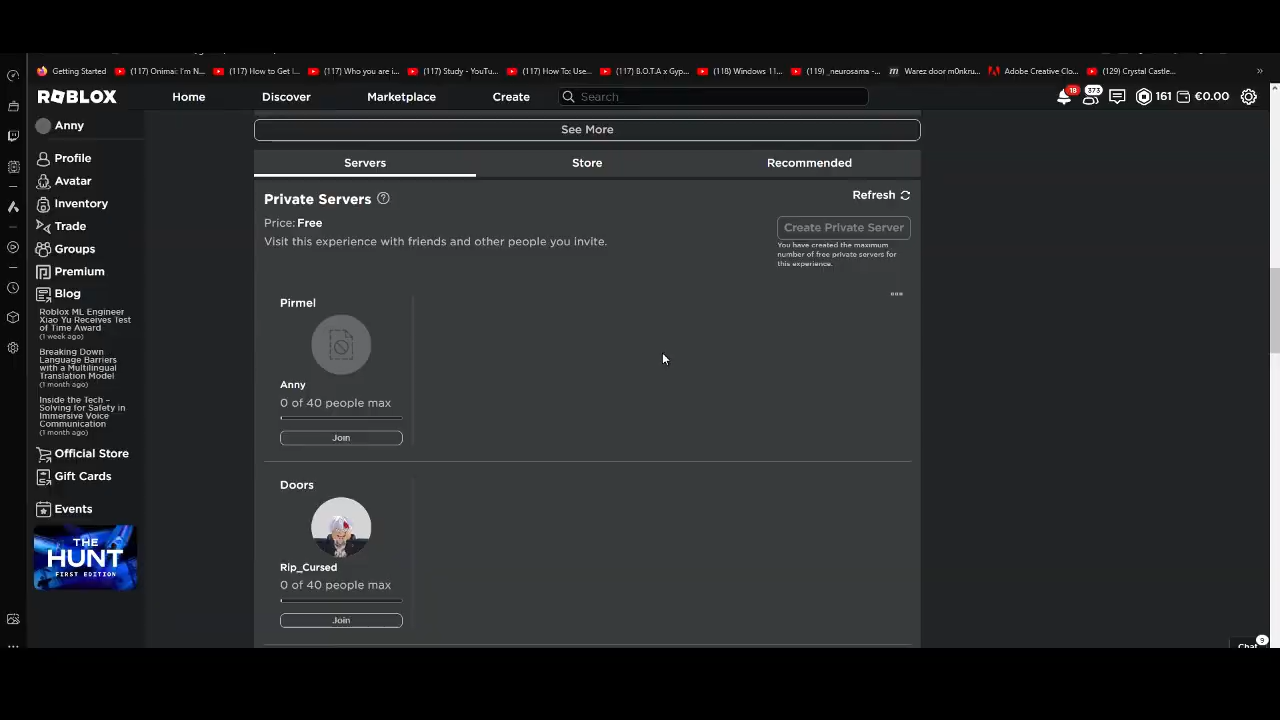 Getting Started
(117) Onimai: I'm N...
(117) How to Get I...
(117) Who you are i...
(117) Study - YouTu...
(117) How To: Use...
(117) B.O.T.A x Gyp...
(118) Windows 11...
(119) _neurosama -...
Warez door m0nkru...
Adobe Creative Clo...
(129) Crystal Castle...
ROBLOX
Home
Discover
Marketplace
Create
Search
18
373
161
€0.00
Anny
Profile
Avatar
Inventory
Trade
Groups
Premium
Blog
Roblox ML Engineer
Xiao Yu Receives Test
of Time Award
(1 week ago)
Breaking Down
Language Barriers
with a Multilingual
Translation Model
(1 month ago)
Inside the Tech –
Solving for Safety in
Immersive Voice
Communication
(1 month ago)
Official Store
Gift Cards
Events
THE
HUNT
FIRST EDITION
See More
Servers
Store
Recommended
Private Servers
Refresh
Price: Free
Visit this experience with friends and other people you invite.
Create Private Server
You have created the maximum
number of free private servers for
this experience.
Pirmel
Anny
0 of 40 people max
Join
Doors
Rip_Cursed
0 of 40 people max
Join
Chat
9